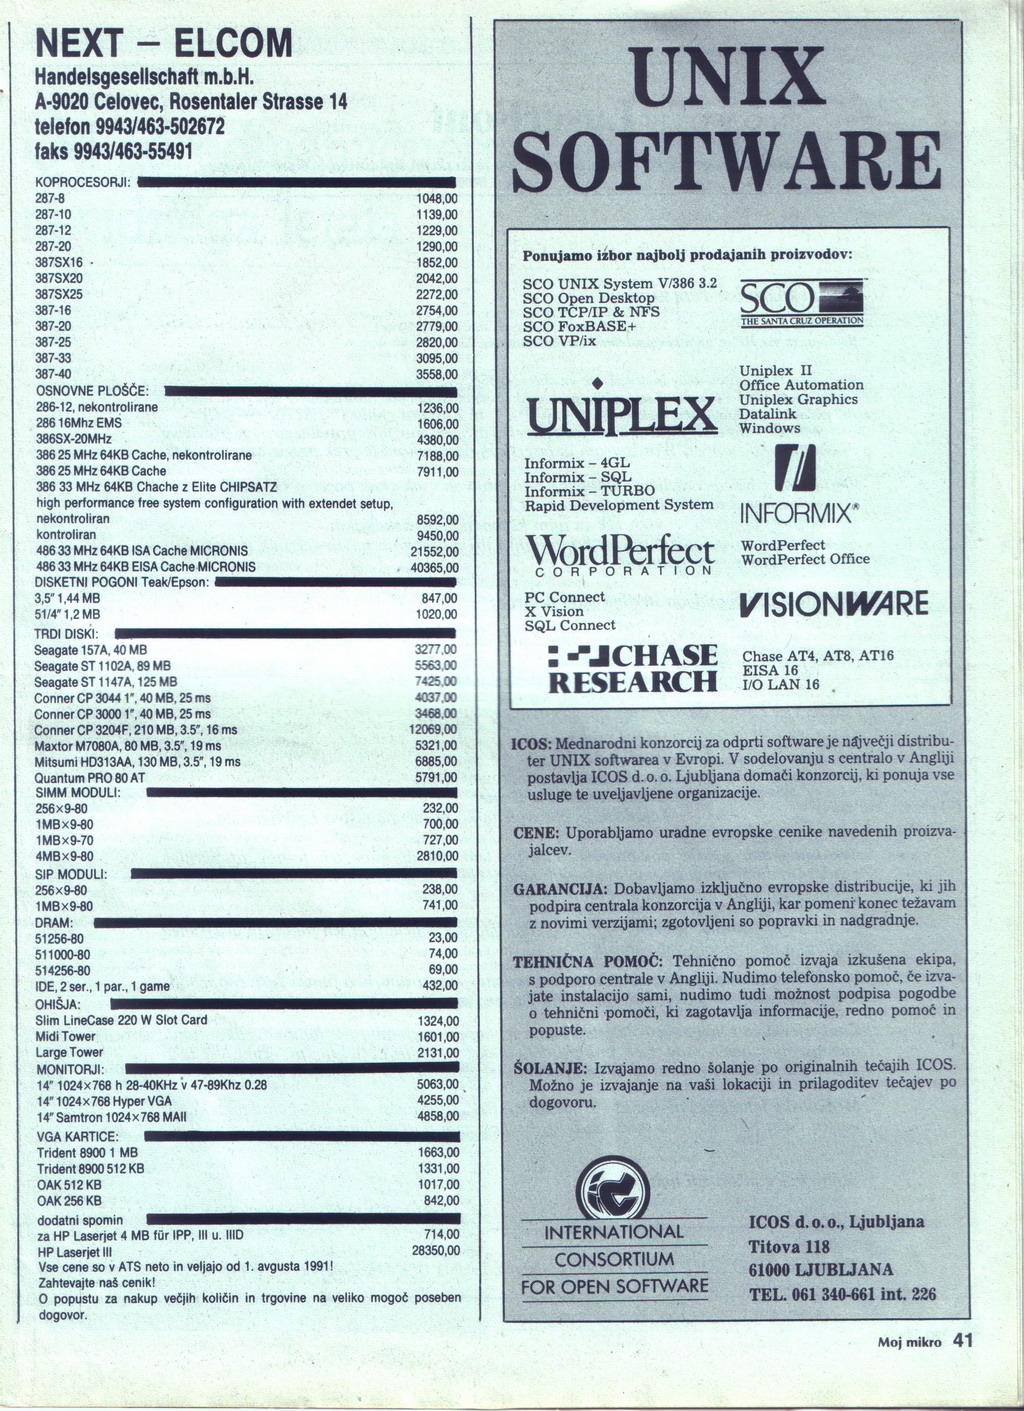 NEXT – ELCOM
Handelsgesellschaft m.b.H.
A-9020 Celovec, Rosentaler Strasse 14
telefon 9943/463-502672
faks 9943/463-55491
KOPROCESORJI:
287-8 1048,00
287-10 1139,00
287-12 1229,00
287-20 1290,00
387SX16 1852,00
387SX20 2042,00
387SX25 2272,00
387-16 2754,00
387-20 2779,00
387-25 2820,00
387-33 3095,00
387-40 3558,00
OSNOVNE PLOŠČE:
286-12, nekontrolirane 1236,00
286 16Mhz EMS 1606,00
386SX-20MHz 4380,00
386 25 MHz 64KB Cache, nekontrolirane 7188,00
386 25 MHz 64KB Cache 7911,00
386 33 MHz 64KB Chache z Elite CHIPSATZ
high performance free system configuration with extendet setup,
nekontroliran 8592,00
kontroliran 9450,00
486 33 MHz 64KB ISA Cache MICRONIS 21552,00
486 33 MHz 64KB EISA Cache MICRONIS 40365,00
DISKETNI POGONI Teak/Epson:
3,5" 1,44 MB 847,00
51/4" 1,2 MB 1020,00
TRDI DISKI:
Seagate 157A, 40 MB 3277,00
Seagate ST 1102A, 89 MB 5563,00
Seagate ST 1147A, 125 MB 7425,00
Conner CP 3044 1", 40 MB, 25 ms 4037,00
Conner CP 3000 1", 40 MB, 25 ms 3468,00
Conner CP 3204F, 210 MB, 3.5", 16 ms 12069,00
Maxtor M7080A, 80 MB, 3.5", 19 ms 5321,00
Mitsumi HD313AA, 130 MB, 3.5", 19 ms 6885,00
Quantum PRO 80 AT 5791,00
SIMM MODULI:
256×9-80 232,00
1MB×9-80 700,00
1MB×9-70 727,00
4MB×9-80 2810,00
SIP MODULI:
256×9-80 238,00
1MB×9-80 741,00
DRAM:
51256-80 23,00
511000-80 74,00
514256-80 69,00
IDE, 2 ser., 1 par., 1 game 432,00
OHIŠJA:
Slim LineCase 220 W Slot Card 1324,00
Midi Tower 1601,00
Large Tower 2131,00
MONITORJI:
14" 1024×768 h 28-40KHz v 47-89Khz 0.28 5063,00
14" 1024×768 Hyper VGA 4255,00
14" Samtron 1024×768 MAII 4858,00
VGA KARTICE:
Trident 8900 1 MB 1663,00
Trident 8900 512 KB 1331,00
OAK 512 KB 1017,00
OAK 256 KB 842,00
dodatni spomin
za HP Laserjet 4 MB für IPP, III u. IIID 714,00
HP Laserjet III 28350,00
Vse cene so v ATS neto in veljajo od 1. avgusta 1991!
Zahtevajte naš cenik!
O popustu za nakup večjih količin in trgovine na veliko mogoč poseben
dogovor.
UNIX
SOFTWARE
Ponujamo izbor najbolj prodajanih proizvodov:
SCO UNIX System V/386 3.2
SCO Open Desktop
SCO TCP/IP & NFS
SCO FoxBASE+
SCO VP/ix
SCO
THE SANTA CRUZ OPERATION
UNIPLEX
Uniplex II
Office Automation
Uniplex Graphics
Datalink
Windows
Informix – 4GL
Informix – SQL
Informix – TURBO
Rapid Development System
INFORMIX®
WordPerfect
CORPORATION
WordPerfect
WordPerfect Office
PC Connect
X Vision
SQL Connect
VISIONWARE
CHASE
RESEARCH
Chase AT4, AT8, AT16
EISA 16
I/O LAN 16
ICOS: Mednarodni konzorcij za odprti software je največji distribu-
ter UNIX softwarea v Evropi. V sodelovanju s centralo v Angliji
postavlja ICOS d. o. o. Ljubljana domači konzorcij, ki ponuja vse
usluge te uveljavljene organizacije.
CENE: Uporabljamo uradne evropske cenike navedenih proizva-
jalcev.
GARANCIJA: Dobavljamo izključno evropske distribucije, ki jih
podpira centrala konzorcija v Angliji, kar pomeni konec težavam
z novimi verzijami; zgotovljeni so popravki in nadgradnje.
TEHNIČNA POMOČ: Tehnično pomoč izvaja izkušena ekipa,
s podporo centrale v Angliji. Nudimo telefonsko pomoč, če izva-
jate instalacijo sami, nudimo tudi možnost podpisa pogodbe
o tehnični pomoči, ki zagotavlja informacije, redno pomoč in
popuste.
ŠOLANJE: Izvajamo redno šolanje po originalnih tečajih ICOS.
Možno je izvajanje na vaši lokaciji in prilagoditev tečajev po
dogovoru.
INTERNATIONAL
CONSORTIUM
FOR OPEN SOFTWARE
ICOS d. o. o., Ljubljana
Titova 118
61000 LJUBLJANA
TEL. 061 340-661 int. 226
Moj mikro 41